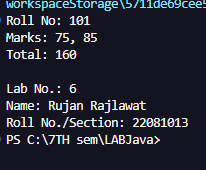 workspaceStorage\5711de69cee5
Roll No: 101
Marks: 75, 85
Total: 160
Lab No.: 6
Name: Rujan Rajlawat
Roll No./Section: 22081013
PS C:\7TH sem\LABJava>